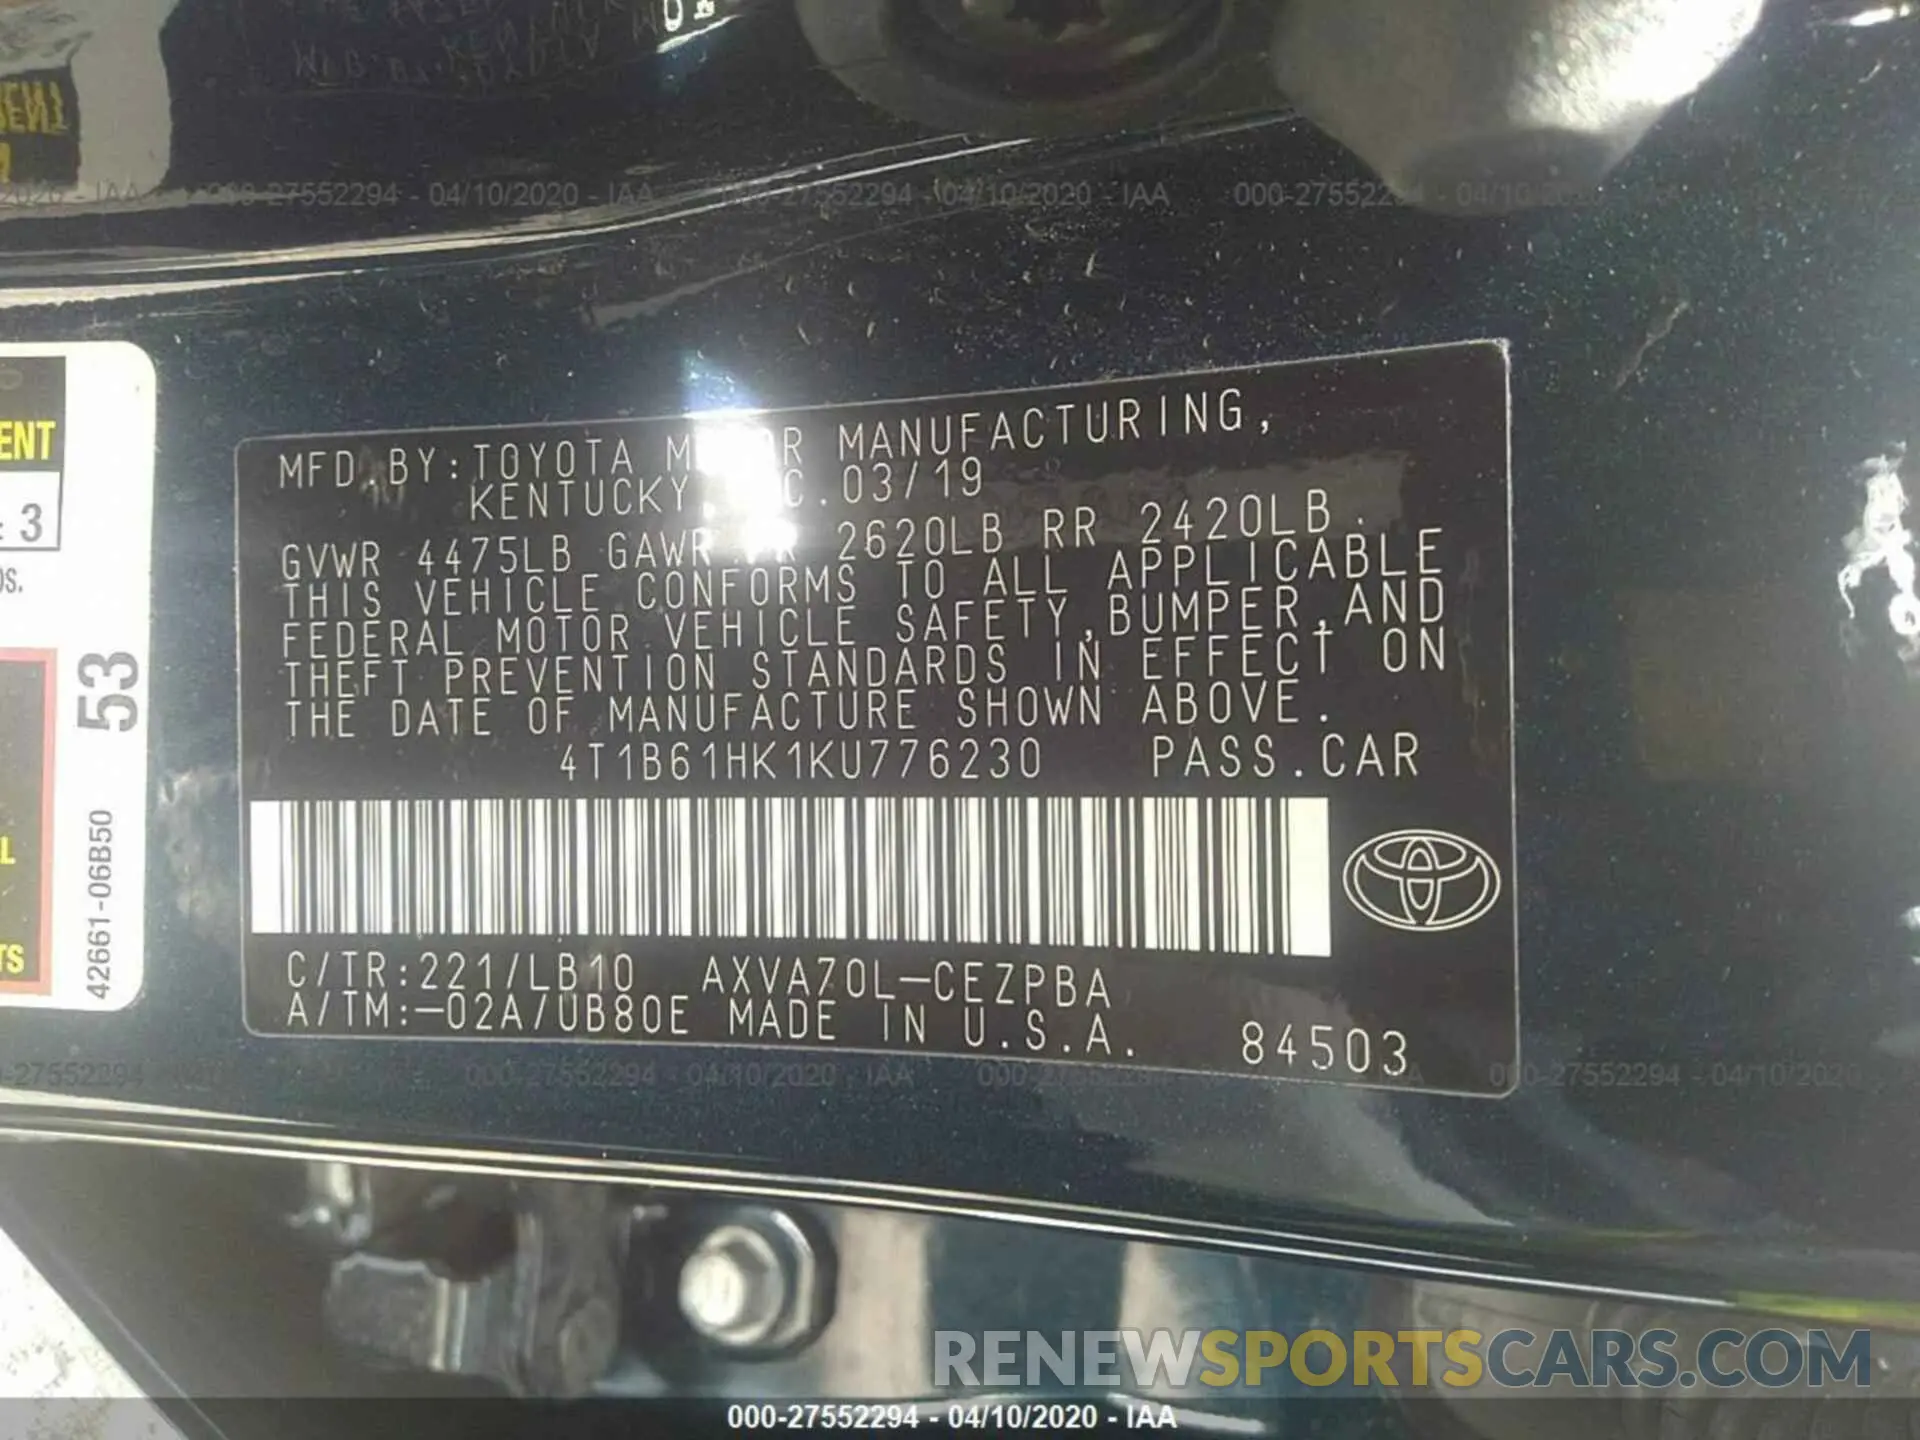 MFD.BY:TOYOTA MOTOR MANUFACTURING,
KENTUCKY, INC.03/19
GVWR 4475LB GAWR FR 2620LB RR 2420LB.
THIS VEHICLE CONFORMS TO ALL APPLICABLE
FEDERAL MOTOR VEHICLE SAFETY,BUMPER,AND
THEFT PREVENTION STANDARDS IN EFFECT ON
THE DATE OF MANUFACTURE SHOWN ABOVE.
4T1B61HK1KU776230 PASS.CAR
C/TR:221/LB10 AXVA70L-CEZPBA
A/TM:-02A/UB80E MADE IN U.S.A. 84503
ENT
: 3
53
42661-06B50
L
TS
000-27552294 - 04/10/2020 - IAA
RENEWSPORTSCARS.COM
000-27552294 - 04/10/2020 - IAA